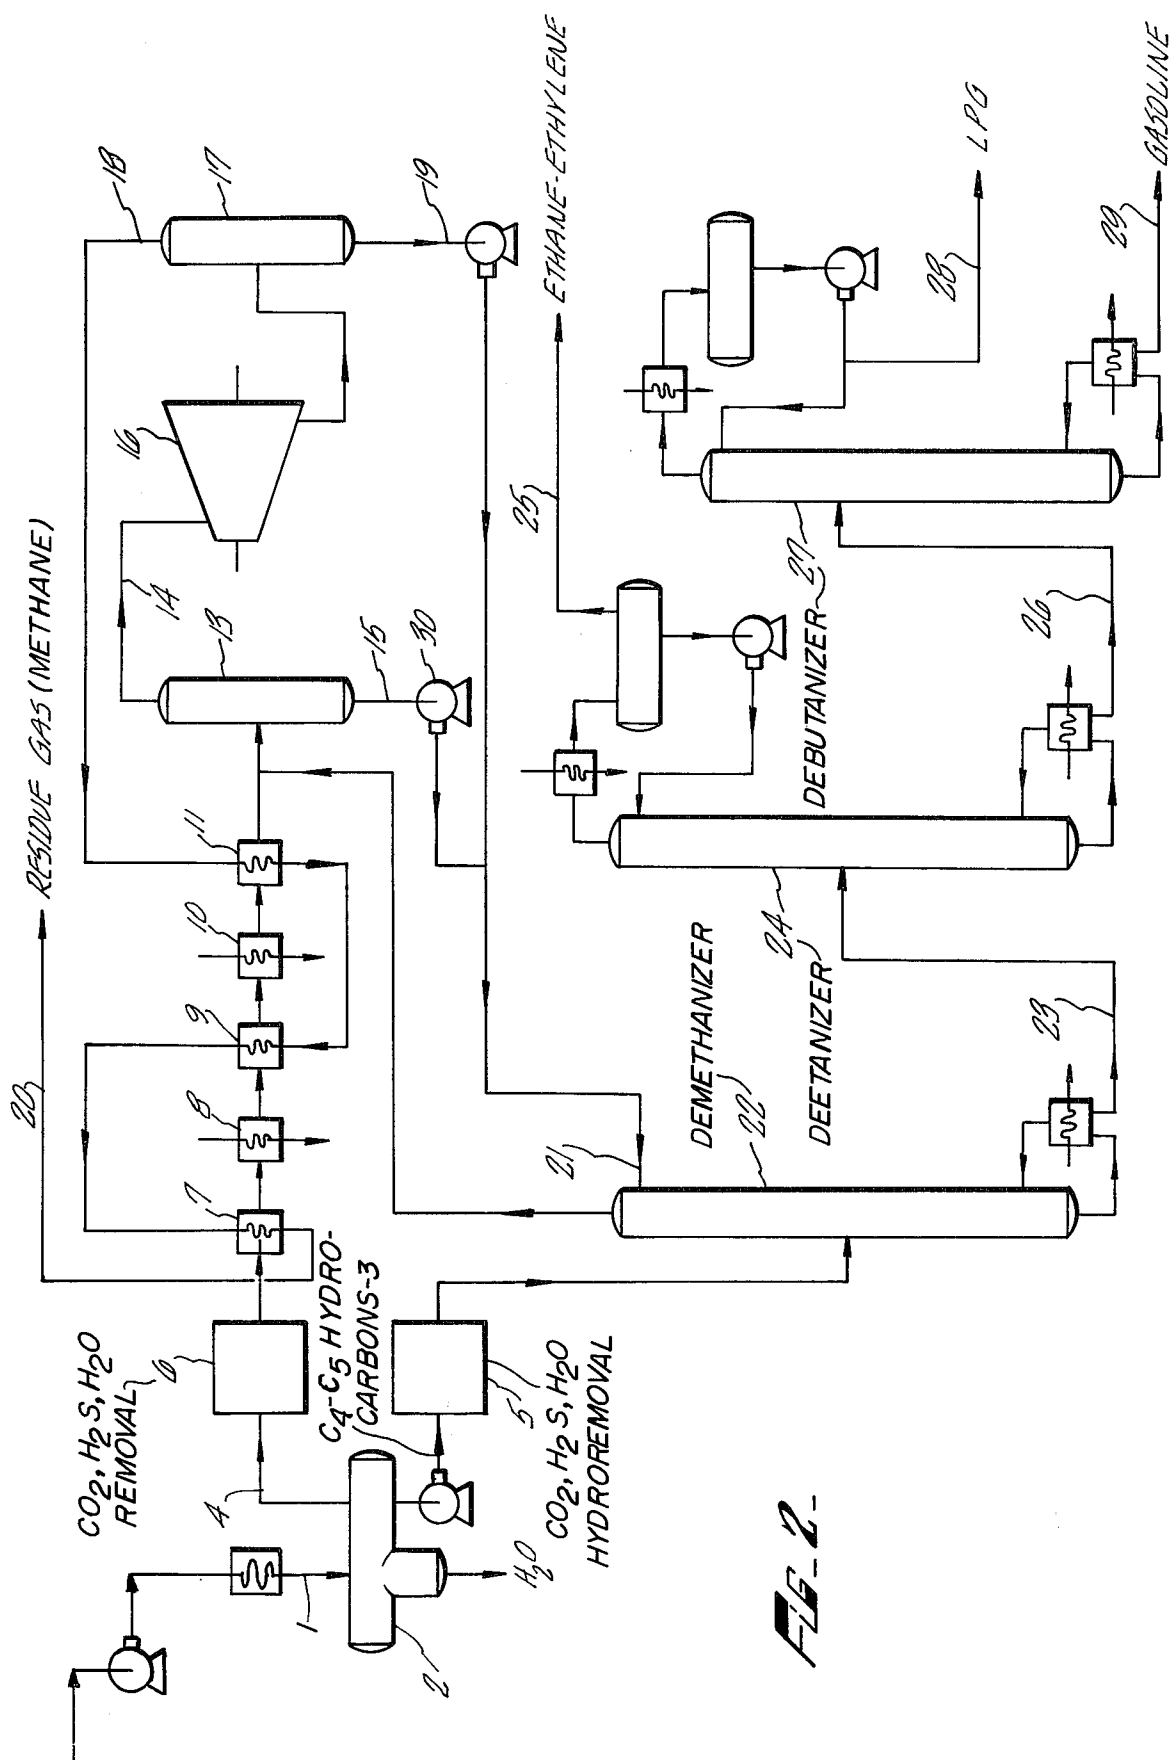 20
RESIDUE GAS (METHANE)
18
17
16
14
13
11
10
9
8
7
15
30
19
CO2, H2S, H2O
REMOVAL
6
4
1
2
H2O
C4-C5 HYDRO-
CARBONS-3
5
CO2, H2S, H2O
HYDROREMOVAL
21
DEMETHANIZER
22
DEETANIZER
24
23
25
ETHANE-ETHYLENE
DEBUTANIZER
27
26
28
LPG
29
GASOLINE
FIG_2_